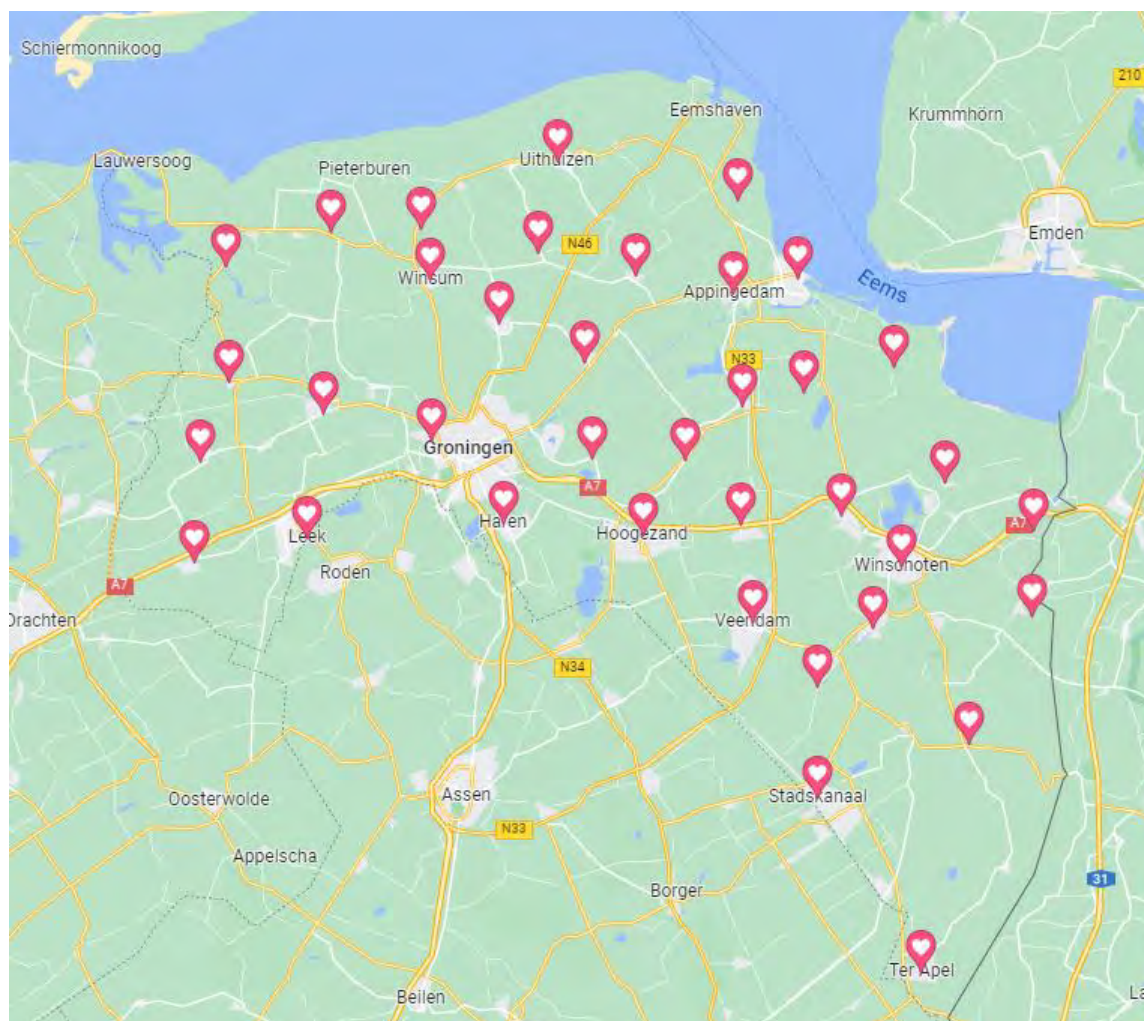 Schiermonnikoog
210
Eemshaven
Krummhörn
Lauwersoog
Pieterburen
Uithuizen
Emden
N46
Winsum
Appingedam
Eems
N33
Groningen
A7
Haren
Hoogezand
A7
Leek
Winschoten
Roden
A7
Drachten
Veendam
N34
Assen
Stadskanaal
Oosterwolde
N33
Appelscha
31
Borger
Ter Apel
Beilen